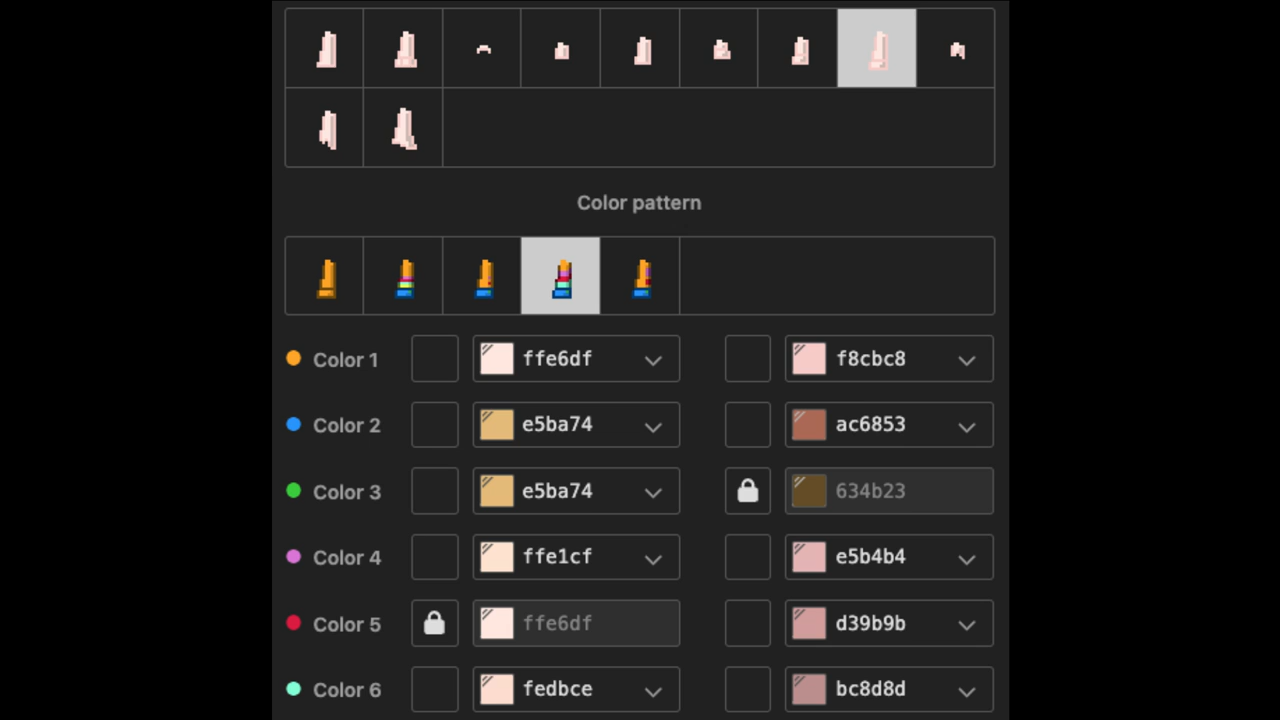 Color pattern
Color 1 ffe6df f8cbc8
Color 2 e5ba74 ac6853
Color 3 e5ba74 634b23
Color 4 ffe1cf e5b4b4
Color 5 ffe6df d39b9b
Color 6 fedbce bc8d8d